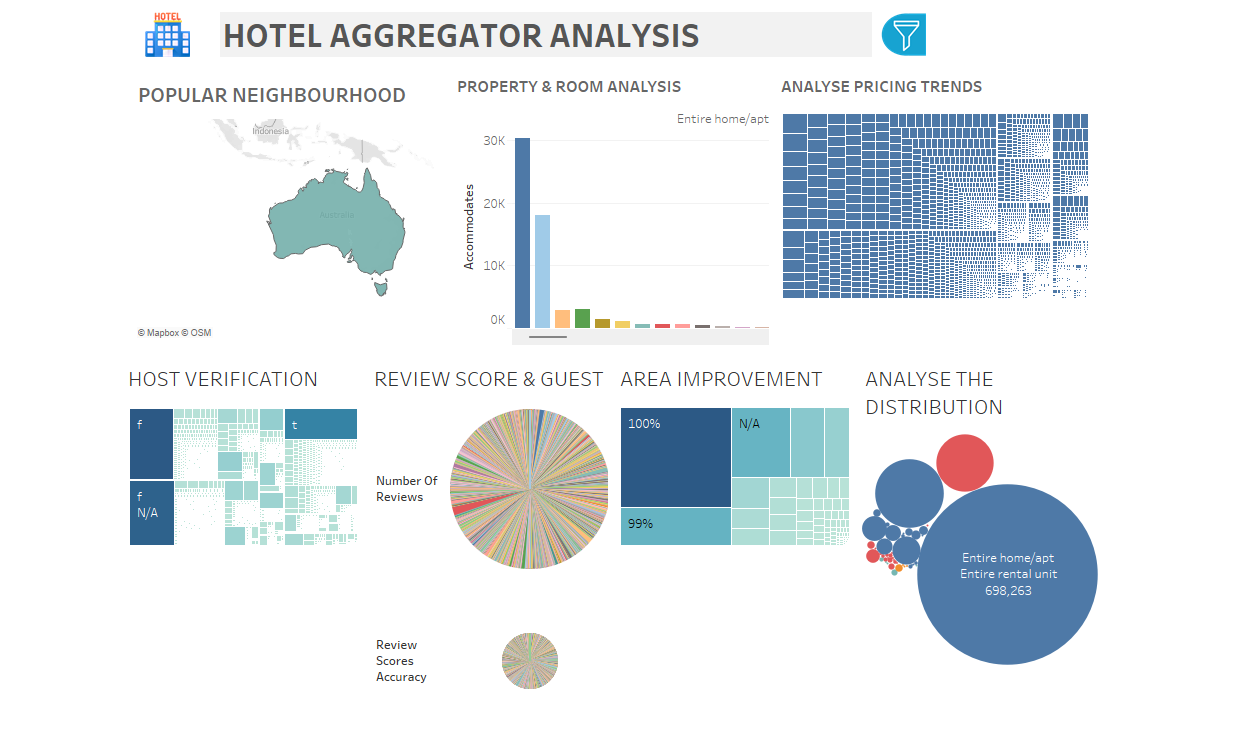 HOTEL
HOTEL AGGREGATOR ANALYSIS
POPULAR NEIGHBOURHOOD
Indonesia
Australia
© Mapbox © OSM
PROPERTY & ROOM ANALYSIS
Entire home/apt
30K
20K
10K
0K
Accommodates
ANALYSE PRICING TRENDS
HOST VERIFICATION
f
t
f
N/A
REVIEW SCORE & GUEST
Number Of
Reviews
Review
Scores
Accuracy
AREA IMPROVEMENT
100%
N/A
99%
ANALYSE THE
DISTRIBUTION
Entire home/apt
Entire rental unit
698,263